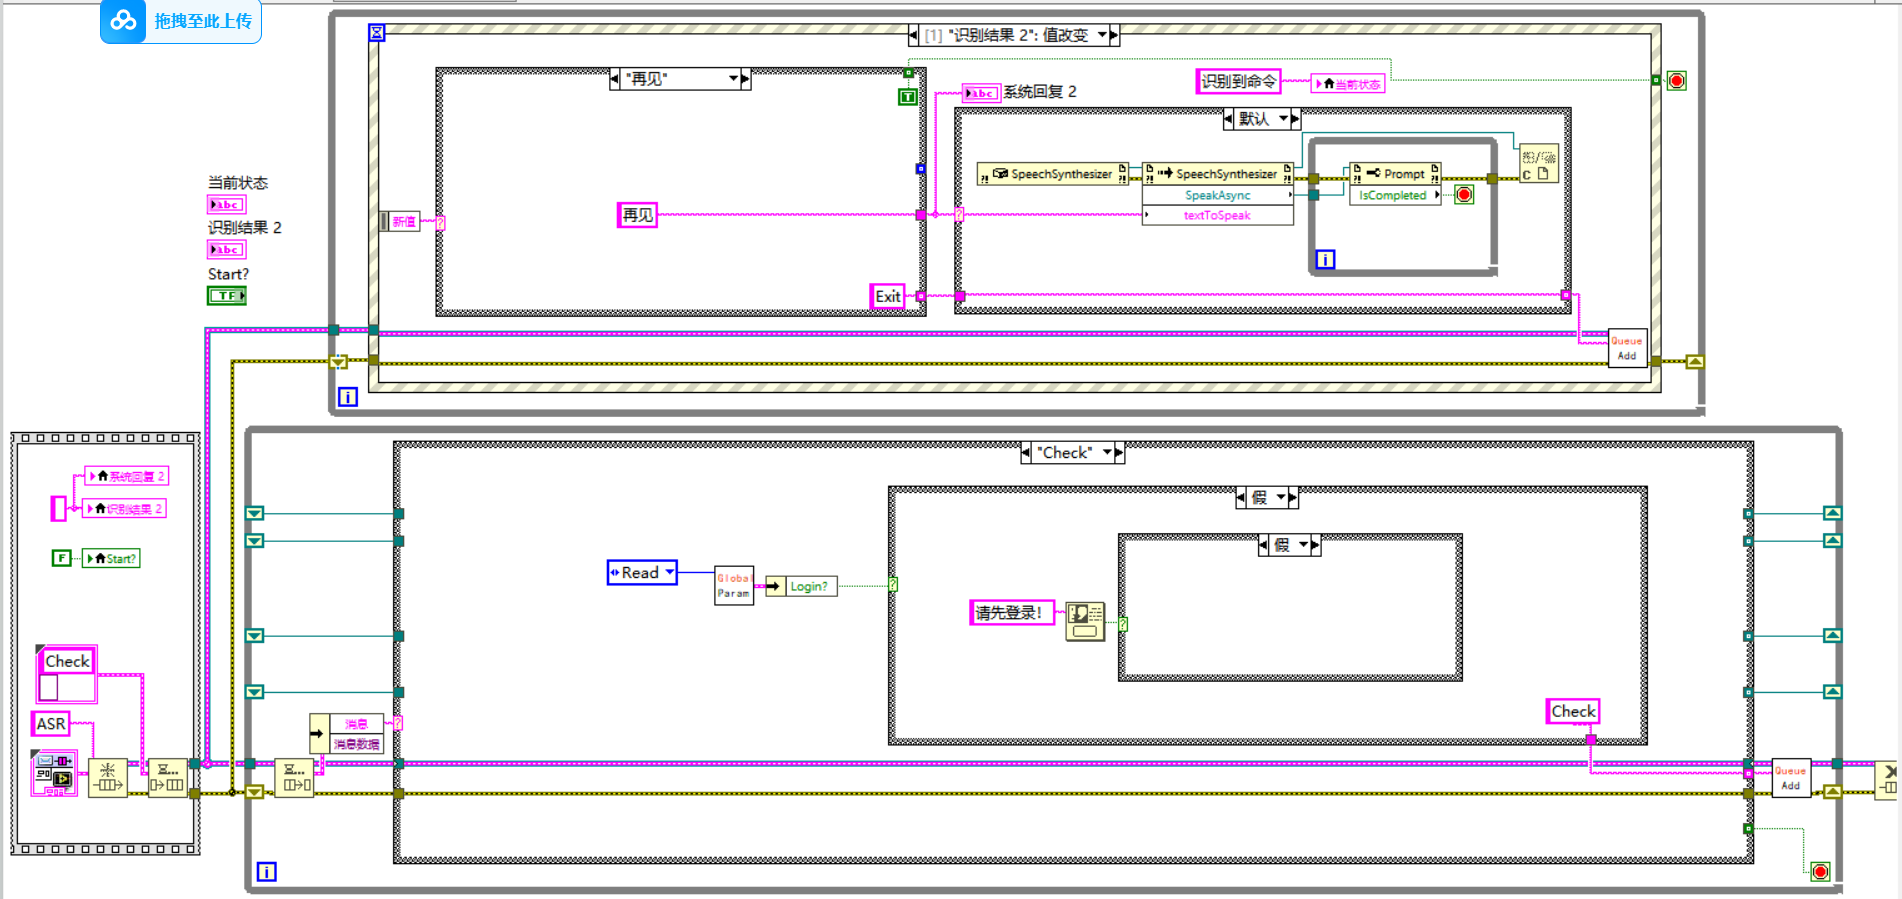 拖拽至此上传
[1] "识别结果 2": 值改变
"再见"
识别到命令
当前状态
系统回复 2
默认
SpeechSynthesizer
SpeechSynthesizer
SpeakAsync
textToSpeak
Prompt
IsCompleted
当前状态
识别结果 2
Start?
TF
新值
再见
Exit
Queue
Add
"Check"
系统回复 2
识别结果 2
F
Start?
假
假
Read
Global
Param
Login?
请先登录！
Check
ASR
消息
消息数据
Check
Queue
Add